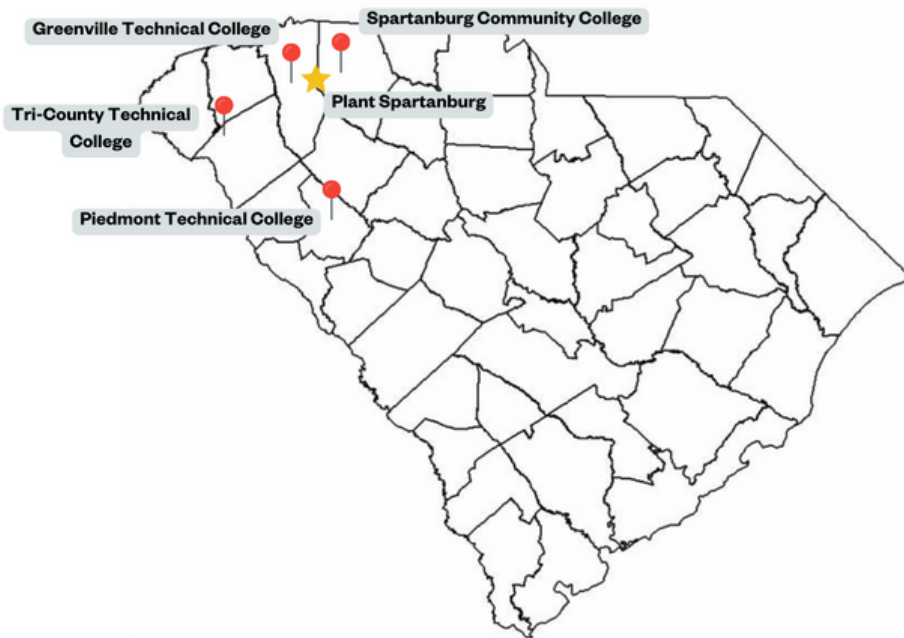 Spartanburg Community College
Greenville Technical College
Plant Spartanburg
Tri-County Technical
College
Piedmont Technical College